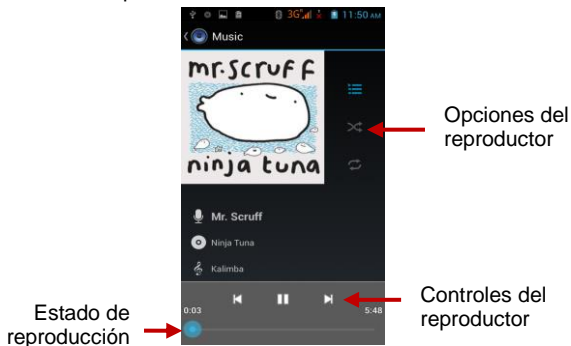 3G 11:50 AM
Music
mr.scruff
ninja tuna
Opciones del
reproductor
Mr. Scruff
Ninja Tuna
Kalimba
0:03
5:48
Controles del
reproductor
Estado de
reproducción